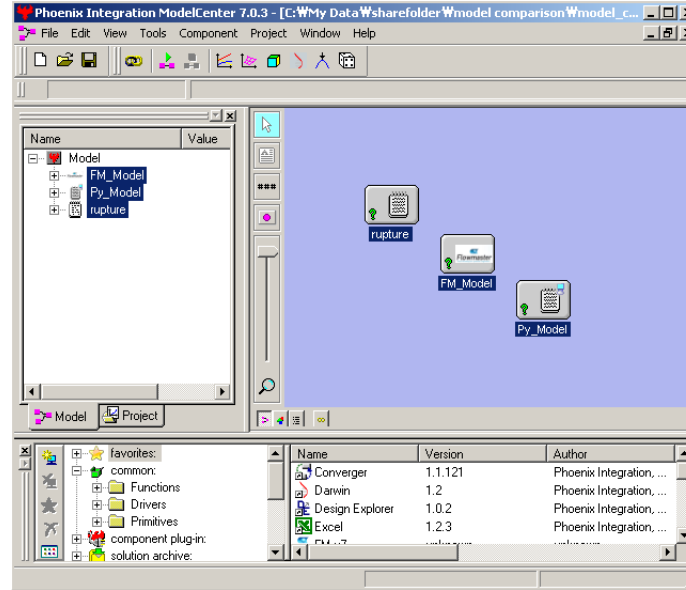 Phoenix Integration ModelCenter 7.0.3 - [C:₩My Data₩sharefolder₩model comparison₩model_c...
File Edit View Tools Component Project Window Help
Name Value
Model
FM_Model
Py_Model
rupture
rupture
Flowmaster
FM_Model
Py_Model
Model Project
favorites:
common:
Functions
Drivers
Primitives
component plug-in:
solution archive:
Name Version Author
Converger 1.1.121 Phoenix Integration, ...
Darwin 1.2 Phoenix Integration, ...
Design Explorer 1.0.2 Phoenix Integration, ...
Excel 1.2.3 Phoenix Integration, ...